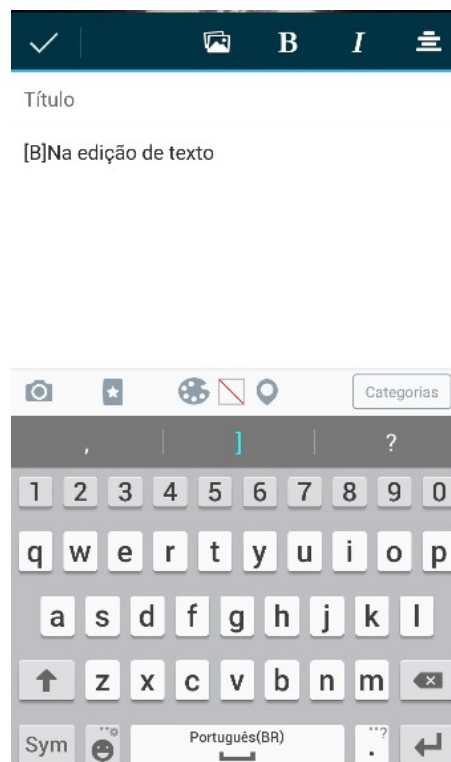 B I
Título
[B]Na edição de texto
Categorias
, ] ?
1 2 3 4 5 6 7 8 9 0
q w e r t y u i o p
a s d f g h j k l
z x c v b n m
Sym Português(BR) . ?